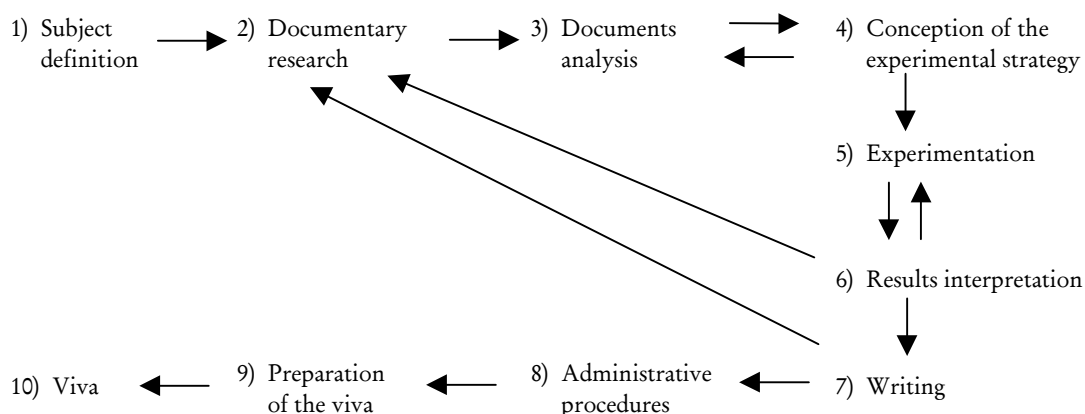 1) Subject
definition
2) Documentary
research
3) Documents
analysis
4) Conception of the
experimental strategy
5) Experimentation
6) Results interpretation
7) Writing
8) Administrative
procedures
9) Preparation
of the viva
10) Viva